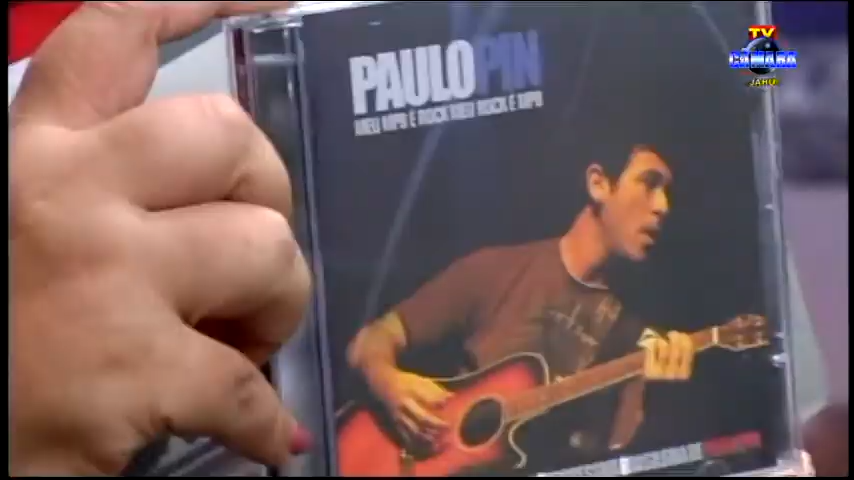 TV
CÂMARA
JAHU
PAULOPIN
MEU MPB É ROCK MEU ROCK É MPB